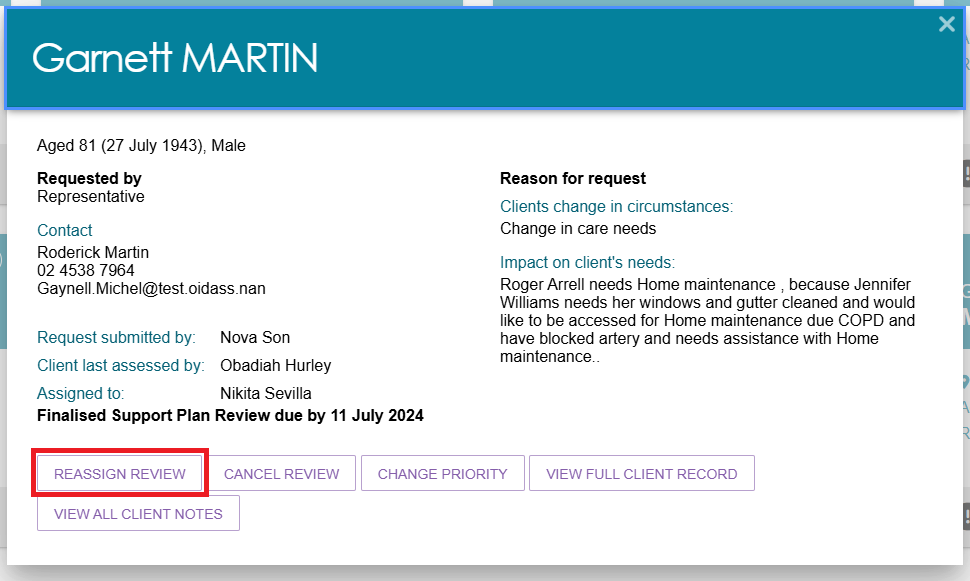 Garnett MARTIN
Aged 81 (27 July 1943), Male
Requested by
Representative
Contact
Roderick Martin
02 4538 7964
Gaynell.Michel@test.oidass.nan
Request submitted by: Nova Son
Client last assessed by: Obadiah Hurley
Assigned to: Nikita Sevilla
Finalised Support Plan Review due by 11 July 2024
Reason for request
Clients change in circumstances:
Change in care needs
Impact on client's needs:
Roger Arrell needs Home maintenance , because Jennifer
Williams needs her windows and gutter cleaned and would
like to be accessed for Home maintenance due COPD and
have blocked artery and needs assistance with Home
maintenance..
REASSIGN REVIEW CANCEL REVIEW CHANGE PRIORITY VIEW FULL CLIENT RECORD
VIEW ALL CLIENT NOTES